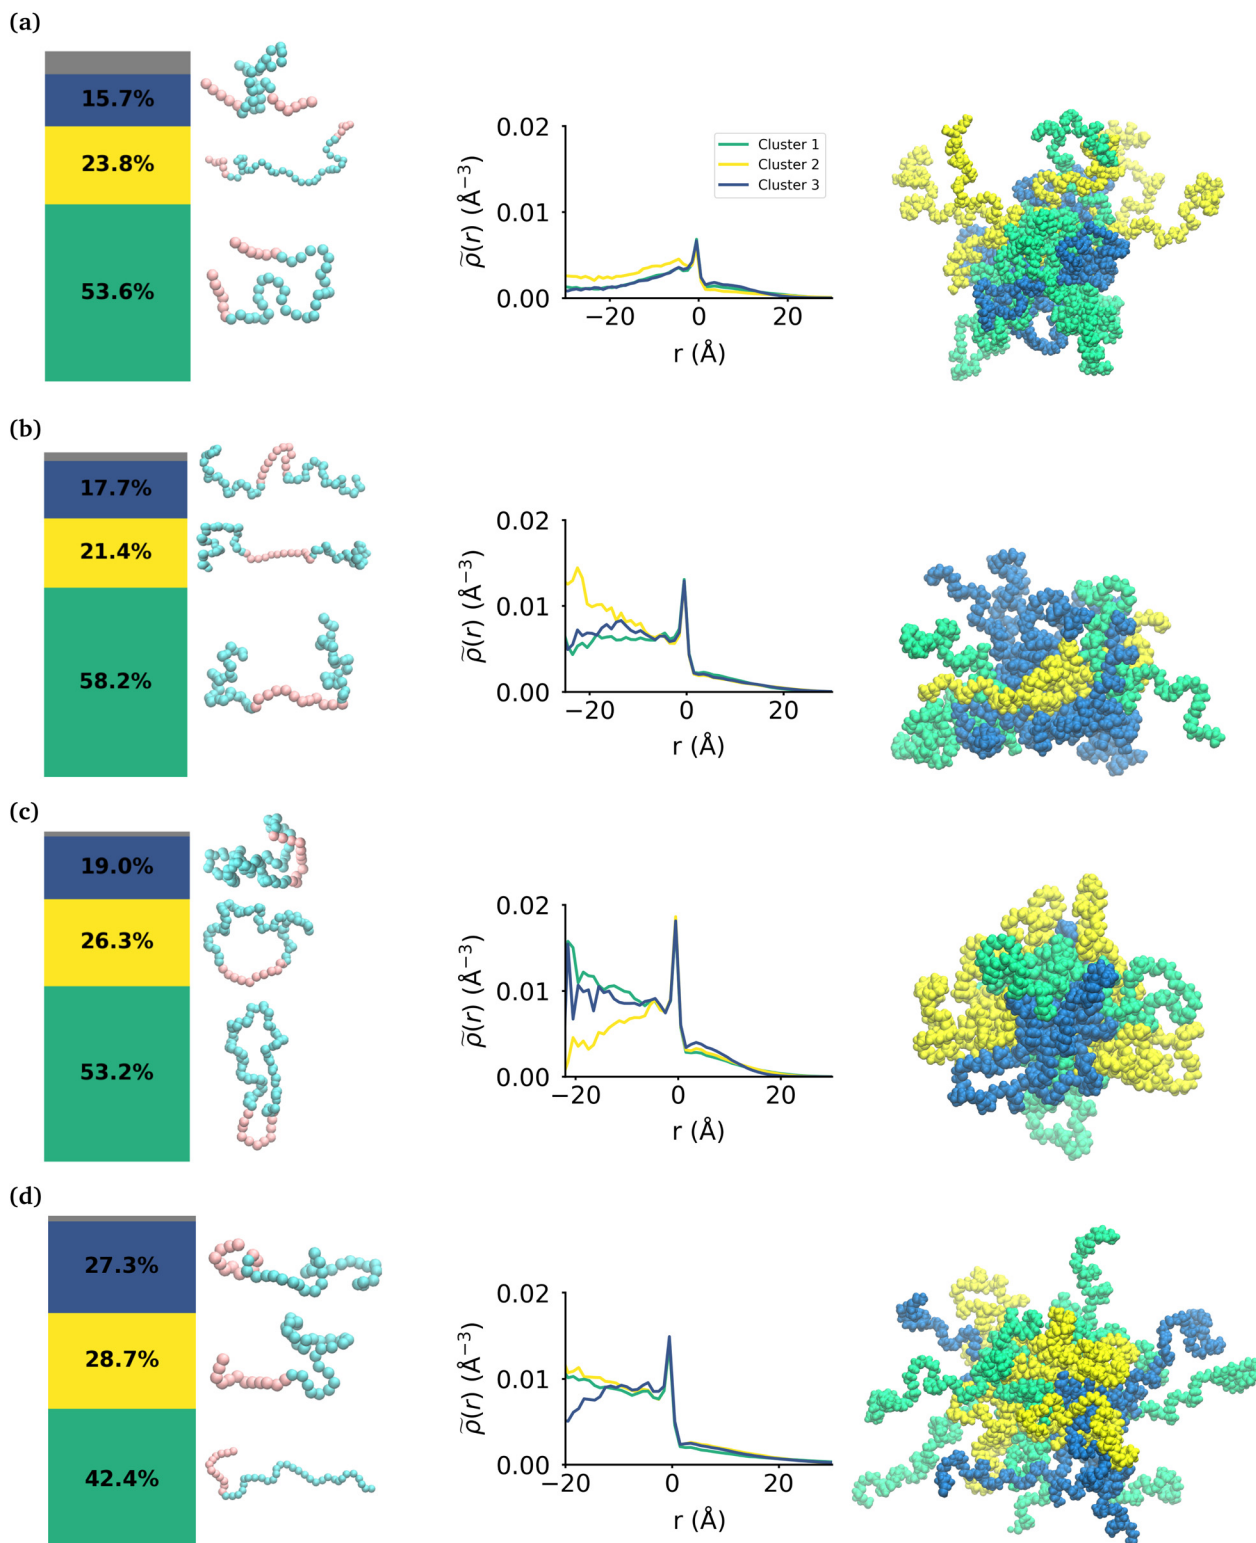 (a)
15.7%
23.8%
53.6%
0.02
0.01
0.00
ρ̃(r) (Å⁻³)
Cluster 1
Cluster 2
Cluster 3
−20 0 20
r (Å)
(b)
17.7%
21.4%
58.2%
0.02
0.01
0.00
ρ̃(r) (Å⁻³)
−20 0 20
r (Å)
(c)
19.0%
26.3%
53.2%
0.02
0.01
0.00
ρ̃(r) (Å⁻³)
−20 0 20
r (Å)
(d)
27.3%
28.7%
42.4%
0.02
0.01
0.00
ρ̃(r) (Å⁻³)
−20 0 20
r (Å)